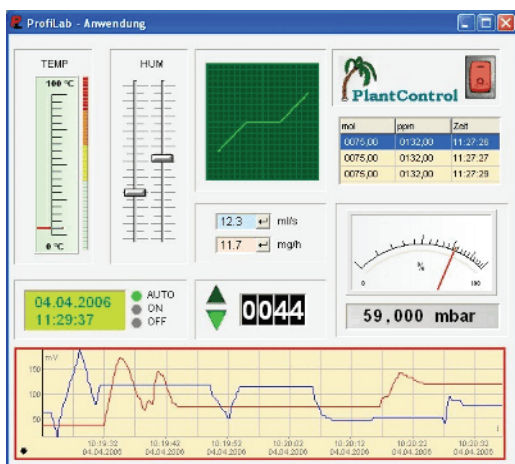 ProfiLab - Anwendung
TEMP
100 °C
0 °C
HUM
PlantControl
mol ppm Zeit
0075,00 0132,00 11:27:26
0075,00 0132,00 11:27:27
0075,00 0132,00 11:27:29
12.3 ml/s
11.7 mg/h
%
0 100
59,000 mbar
04.04.2006
11:29:37
AUTO
ON
OFF
0044
mV
150
100
50
t
10:19:32 10:19:42 10:19:52 10:20:02 10:20:12 10:20:22 10:20:32
04.04.2006 04.04.2006 04.04.2006 04.04.2006 04.04.2006 04.04.2006 04.04.2006